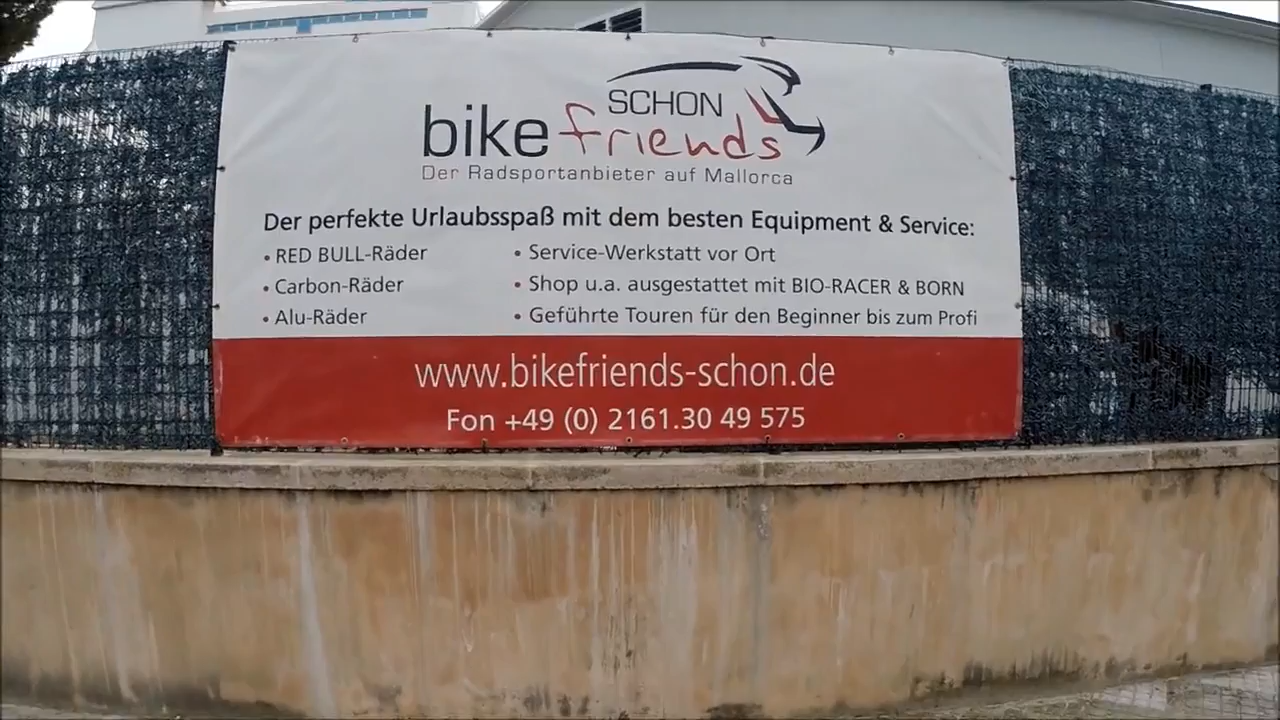 SCHON
bike friends
Der Radsportanbieter auf Mallorca
Der perfekte Urlaubsspaß mit dem besten Equipment & Service:
• RED BULL-Räder
• Carbon-Räder
• Alu-Räder
• Service-Werkstatt vor Ort
• Shop u.a. ausgestattet mit BIO-RACER & BORN
• Geführte Touren für den Beginner bis zum Profi
www.bikefriends-schon.de
Fon +49 (0) 2161.30 49 575